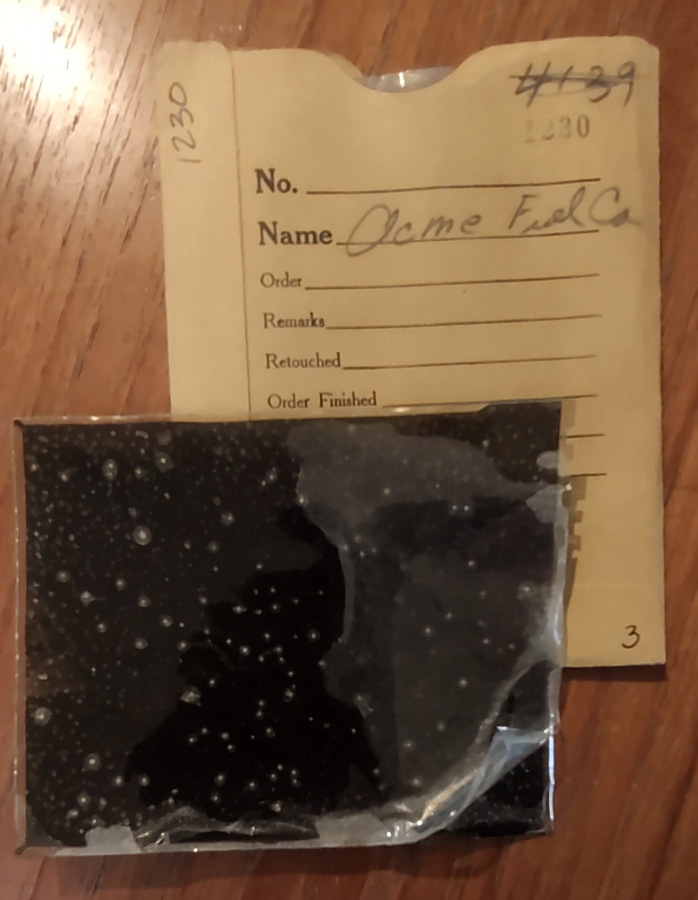 #139
1230
1230
No.
Name Acme Fuel Co
Order
Remarks
Retouched
Order Finished
3